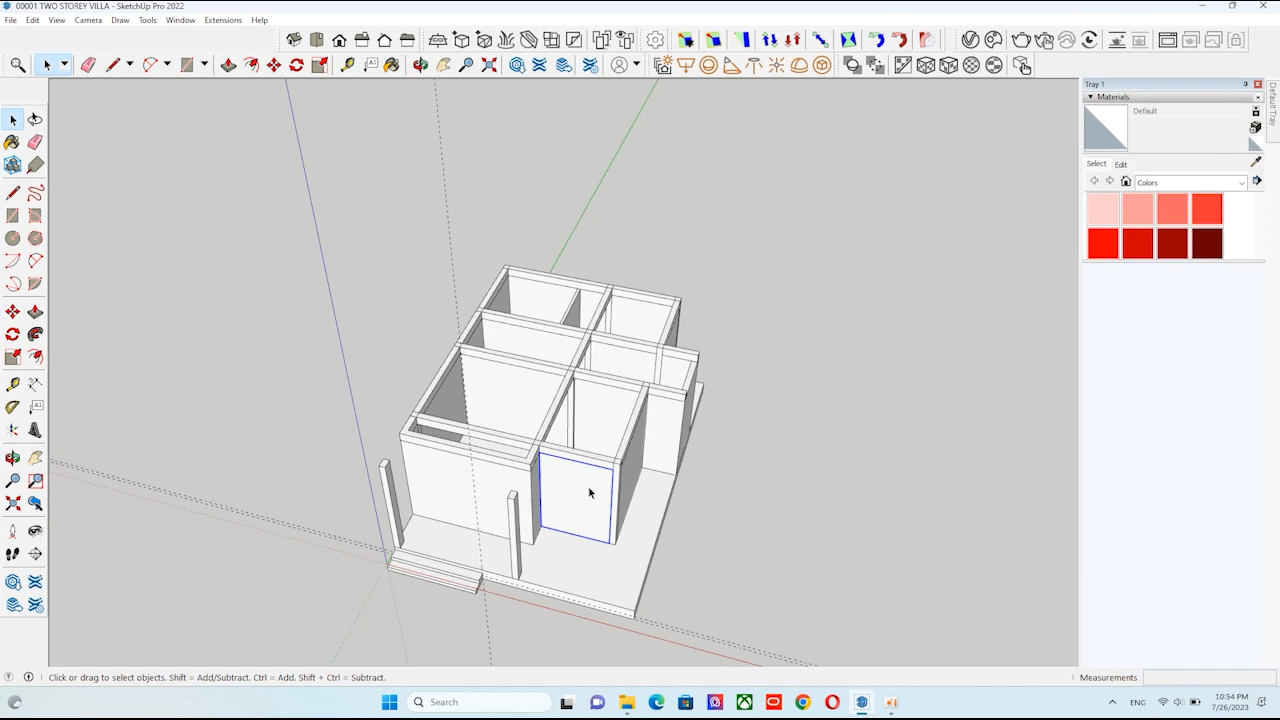 00001 TWO STOREY VILLA - SketchUp Pro 2022
File Edit View Camera Draw Tools Window Extensions Help
Tray 1
Materials
Default
Select Edit
Colors
Default Tray
Click or drag to select objects. Shift = Add/Subtract. Ctrl = Add. Shift + Ctrl = Subtract.
Measurements
Search
ENG
10:54 PM
7/26/2023